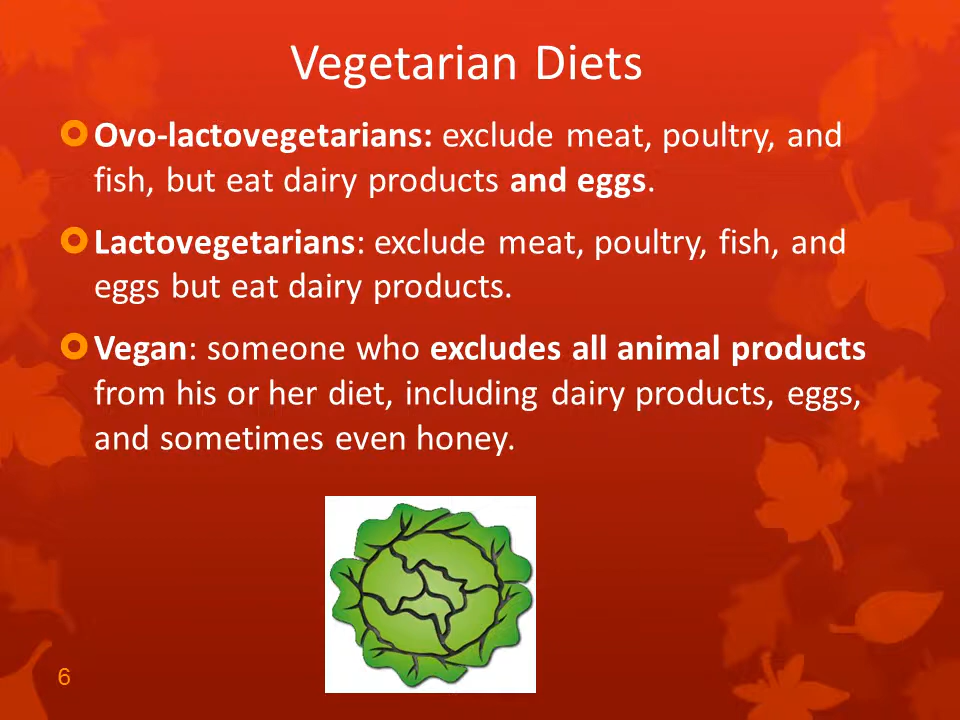 Vegetarian Diets
Ovo-lactovegetarians: exclude meat, poultry, and
fish, but eat dairy products and eggs.
Lactovegetarians: exclude meat, poultry, fish, and
eggs but eat dairy products.
Vegan: someone who excludes all animal products
from his or her diet, including dairy products, eggs,
and sometimes even honey.
6